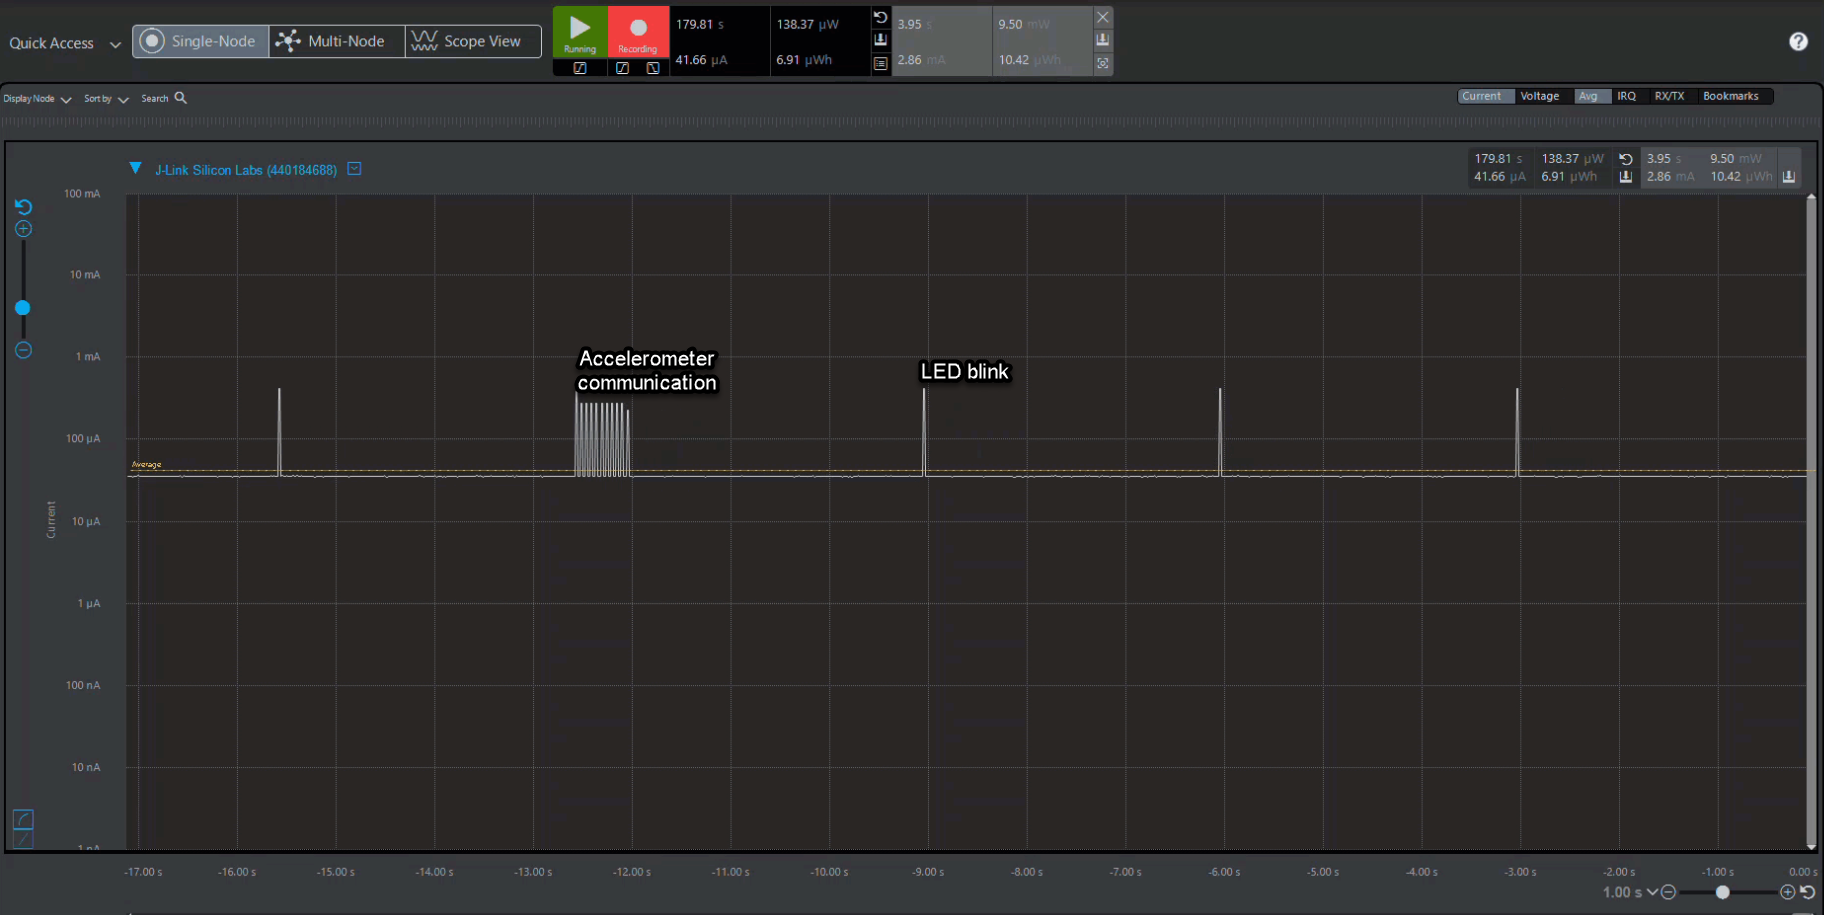 Quick Access
Single-Node
Multi-Node
Scope View
Running
Recording
179.81 s
138.37 µW
41.66 µA
6.91 µWh
3.95 s
9.50 mW
2.86 mA
10.42 µWh
Display Node
Sort by
Search
Current
Voltage
Avg
IRQ
RX/TX
Bookmarks
J-Link Silicon Labs (440184688)
179.81 s 138.37 µW
41.66 µA 6.91 µWh
3.95 s 9.50 mW
2.86 mA 10.42 µWh
100 mA
10 mA
1 mA
Accelerometer
communication
LED blink
100 µA
Average
Current
10 µA
1 µA
100 nA
10 nA
1 nA
-17.00 s -16.00 s -15.00 s -14.00 s -13.00 s -12.00 s -11.00 s -10.00 s -9.00 s -8.00 s -7.00 s -6.00 s -5.00 s -4.00 s -3.00 s -2.00 s -1.00 s 0.00 s
1.00 s